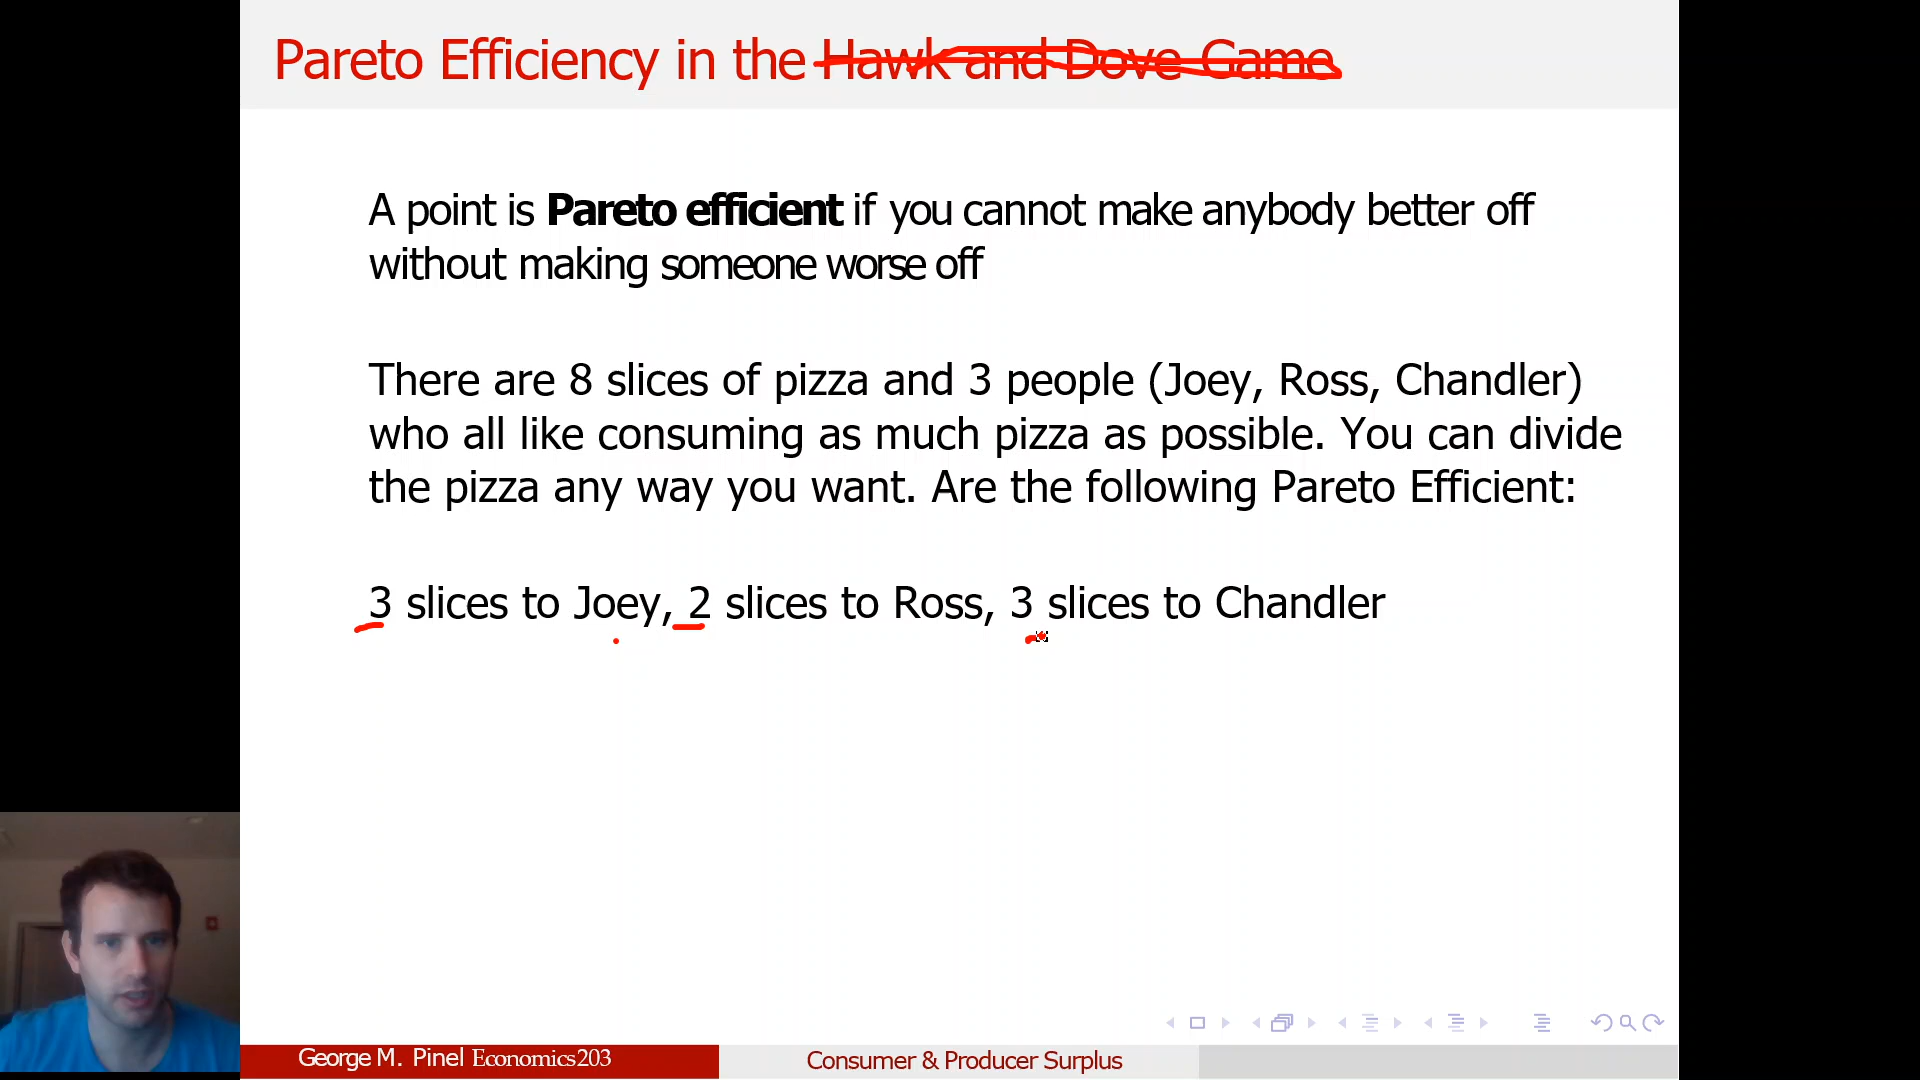 Pareto Efficiency in the Hawk and Dove Game
A point is Pareto efficient if you cannot make anybody better off
without making someone worse off
There are 8 slices of pizza and 3 people (Joey, Ross, Chandler)
who all like consuming as much pizza as possible. You can divide
the pizza any way you want. Are the following Pareto Efficient:
3 slices to Joey, 2 slices to Ross, 3 slices to Chandler
George M. Pinel Economics203
Consumer & Producer Surplus